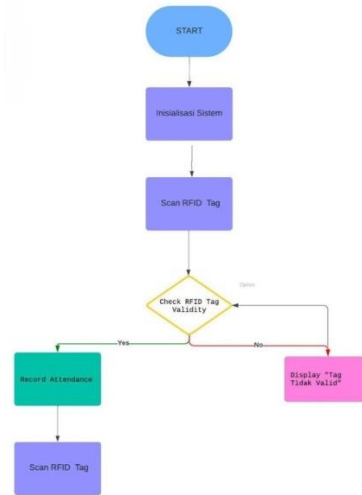 START
Inisialisasi Sistem
Scan RFID Tag
Check RFID Tag
Validity
Yes
No
Record Attendance
Display "Tag
Tidak Valid"
Scan RFID Tag